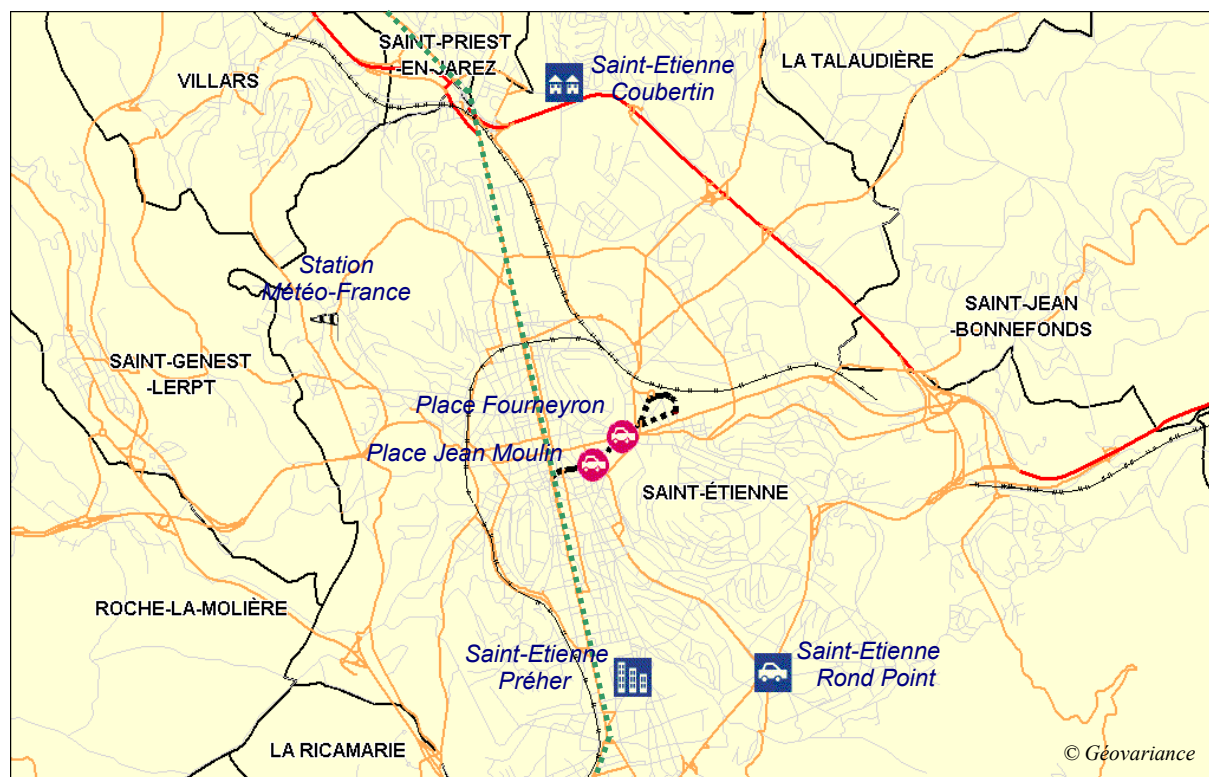 SAINT-PRIEST
-EN-JAREZ
VILLARS
Saint-Etienne
Coubertin
LA TALAUDIÈRE
Station
Météo-France
SAINT-JEAN
-BONNEFONDS
SAINT-GENEST
-LERPT
Place Fourneyron
Place Jean Moulin
SAINT-ÉTIENNE
ROCHE-LA-MOLIÈRE
Saint-Etienne
Préher
Saint-Etienne
Rond Point
LA RICAMARIE
© Géovariance